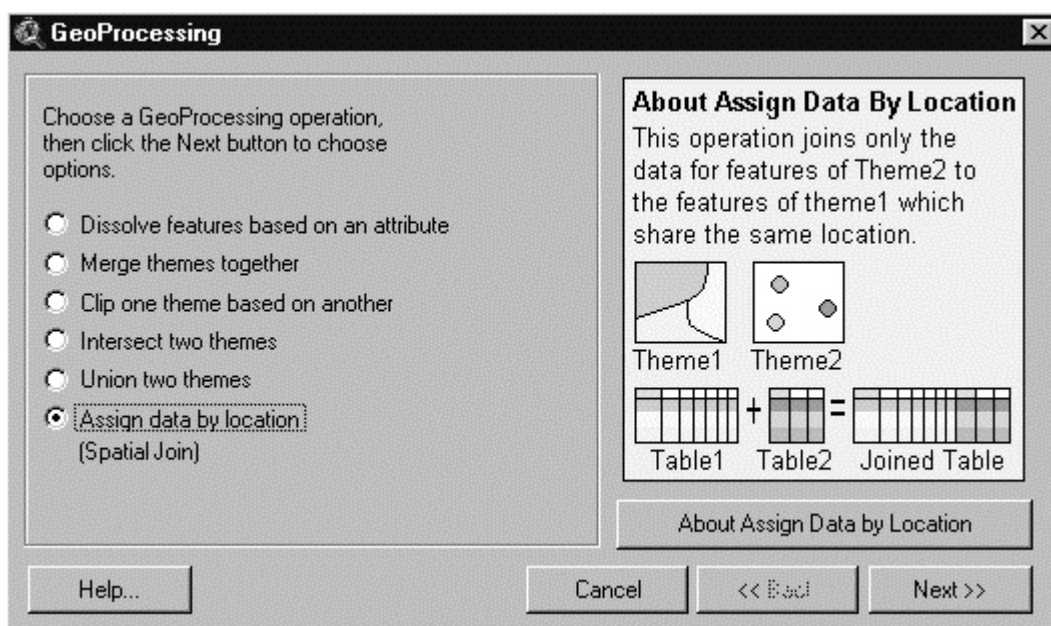 GeoProcessing
Choose a GeoProcessing operation,
then click the Next button to choose
options.
Dissolve features based on an attribute
Merge themes together
Clip one theme based on another
Intersect two themes
Union two themes
Assign data by location
(Spatial Join)
About Assign Data By Location
This operation joins only the
data for features of Theme2 to
the features of theme1 which
share the same location.
Theme1 Theme2
+ =
Table1 Table2 Joined Table
About Assign Data by Location
Help... Cancel << Back Next >>